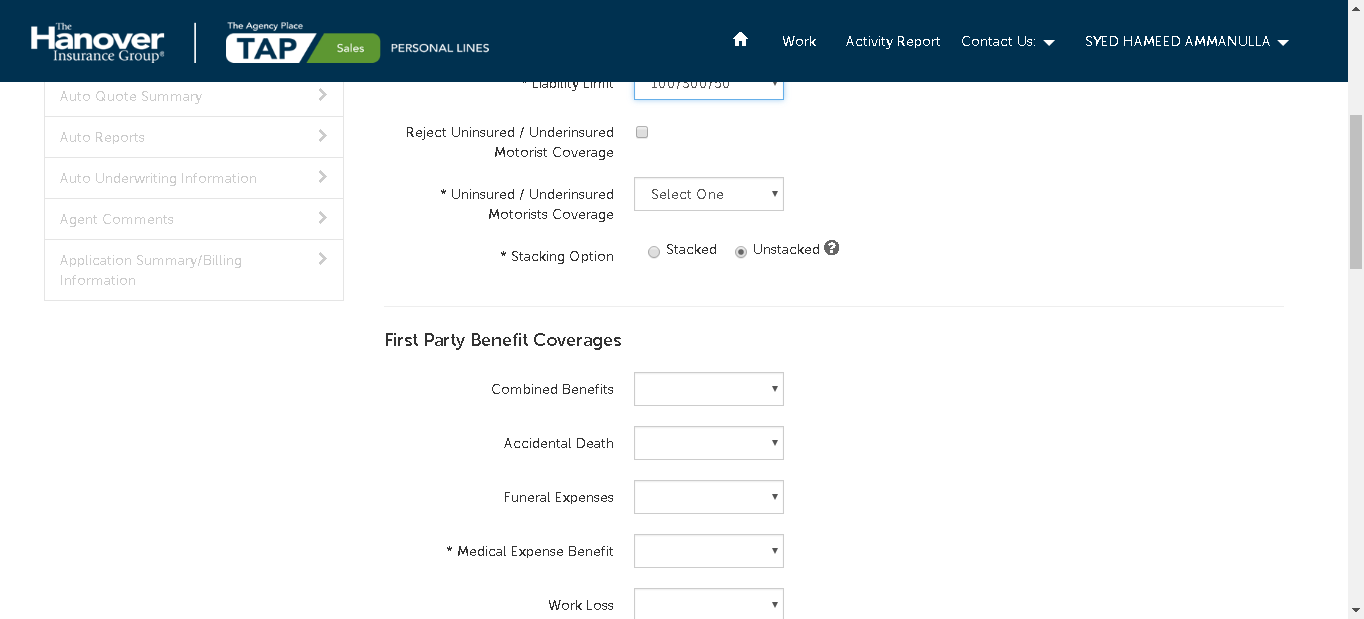 The
Hanover
Insurance Group®
The Agency Place
TAP Sales PERSONAL LINES
Work
Activity Report
Contact Us:
SYED HAMEED AMMANULLA
Auto Quote Summary
Auto Reports
Auto Underwriting Information
Agent Comments
Application Summary/Billing
Information
* Liability Limit 100/300/50
Reject Uninsured / Underinsured
Motorist Coverage
* Uninsured / Underinsured
Motorists Coverage
Select One
* Stacking Option Stacked Unstacked ?
First Party Benefit Coverages
Combined Benefits
Accidental Death
Funeral Expenses
* Medical Expense Benefit
Work Loss